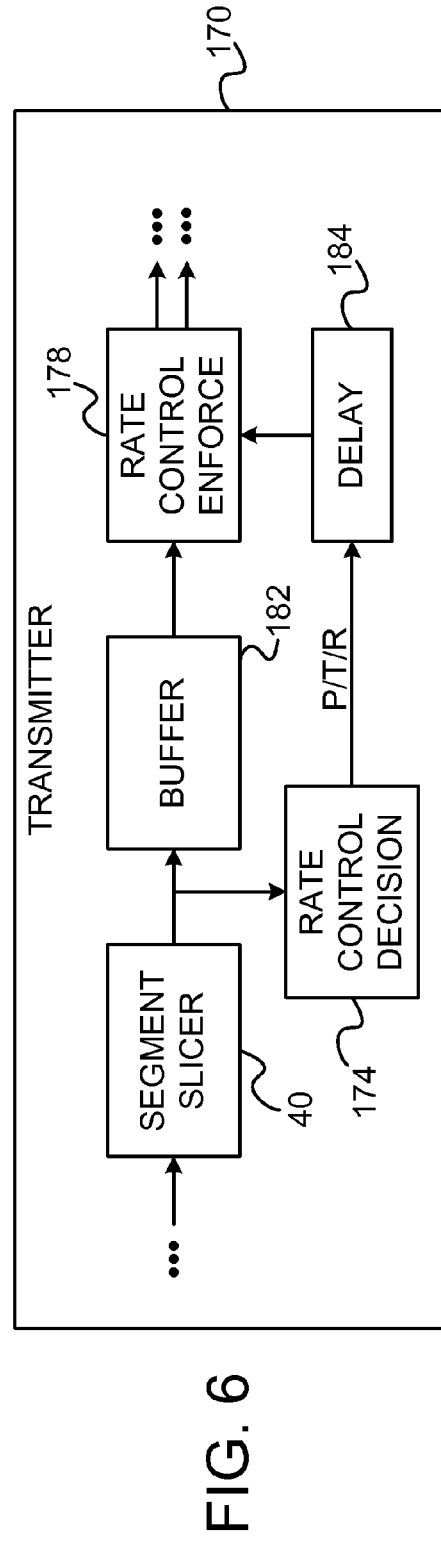 FIG. 6
TRANSMITTER
170
•••
SEGMENT
SLICER
40
BUFFER
182
RATE
CONTROL
ENFORCE
178
•••
•••
RATE
CONTROL
DECISION
174
P/T/R
DELAY
184